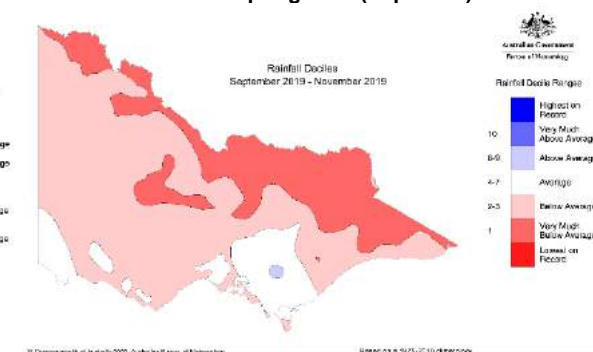 Rainfall Deciles
September 2019 - November 2019
Australian Government
Bureau of Meteorology
Rainfall Decile Ranges
Highest on
Record
10
Very Much
Above Average
8-9
Above Average
4-7
Average
2-3
Below Average
1
Very Much
Below Average
Lowest on
Record